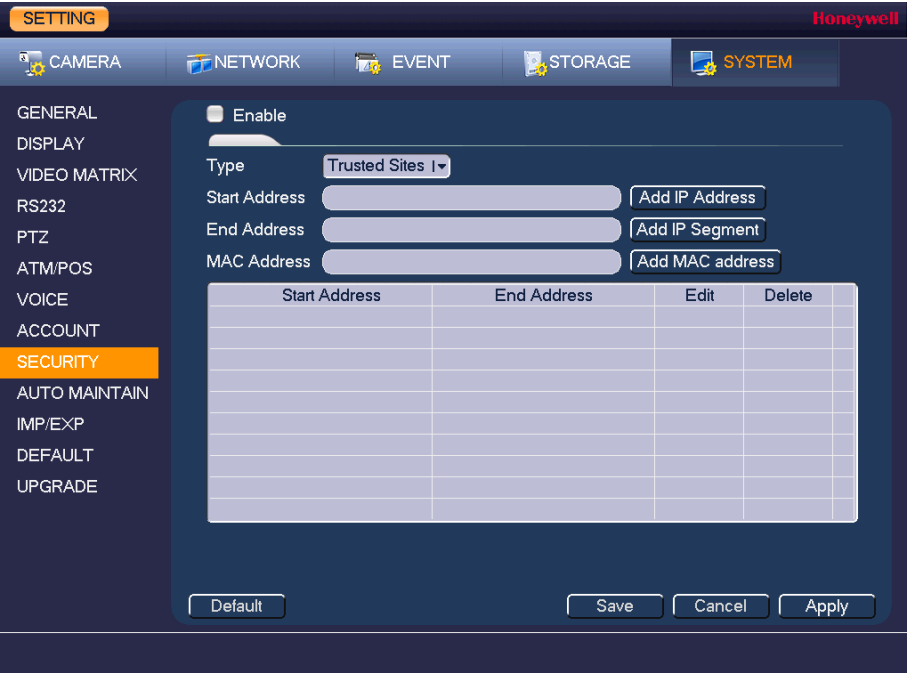 SETTING
Honeywell
CAMERA NETWORK EVENT STORAGE SYSTEM
GENERAL
DISPLAY
VIDEO MATRIX
RS232
PTZ
ATM/POS
VOICE
ACCOUNT
SECURITY
AUTO MAINTAIN
IMP/EXP
DEFAULT
UPGRADE
Enable
Type Trusted Sites
Start Address Add IP Address
End Address Add IP Segment
MAC Address Add MAC address
Start Address End Address Edit Delete
Default Save Cancel Apply